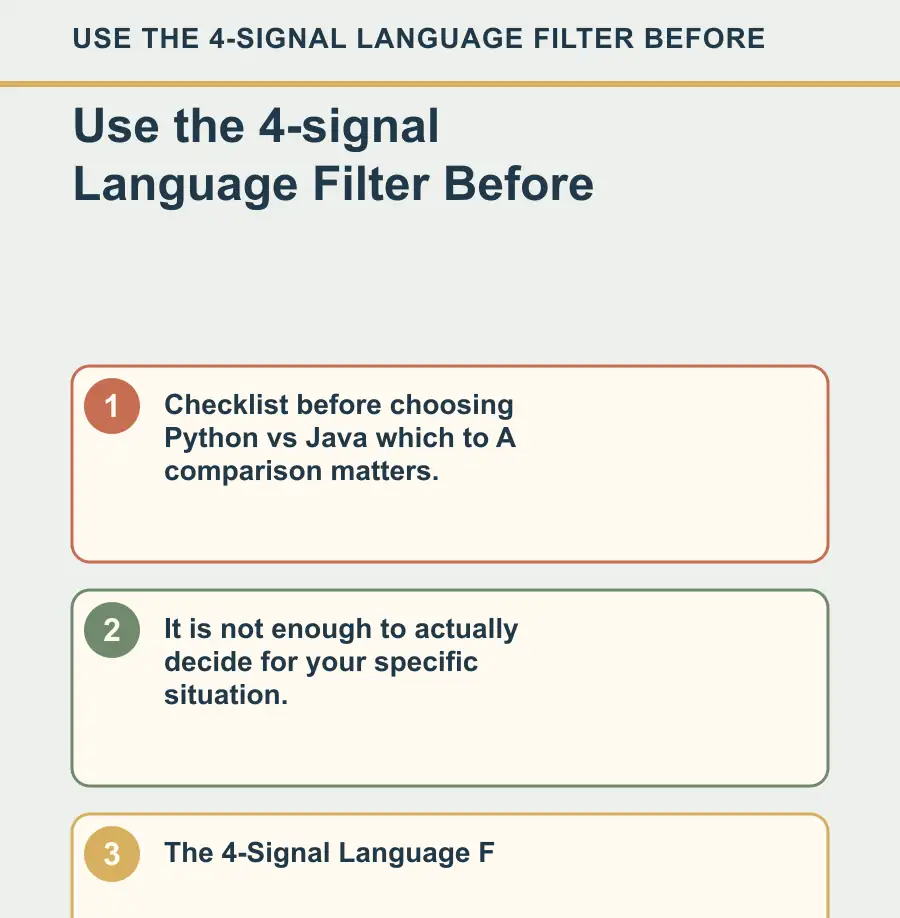 USE THE 4-SIGNAL LANGUAGE FILTER BEFORE
Use the 4-signal
Language Filter Before
1
Checklist before choosing
Python vs Java which to A
comparison matters.
2
It is not enough to actually
decide for your specific
situation.
3
The 4-Signal Language F